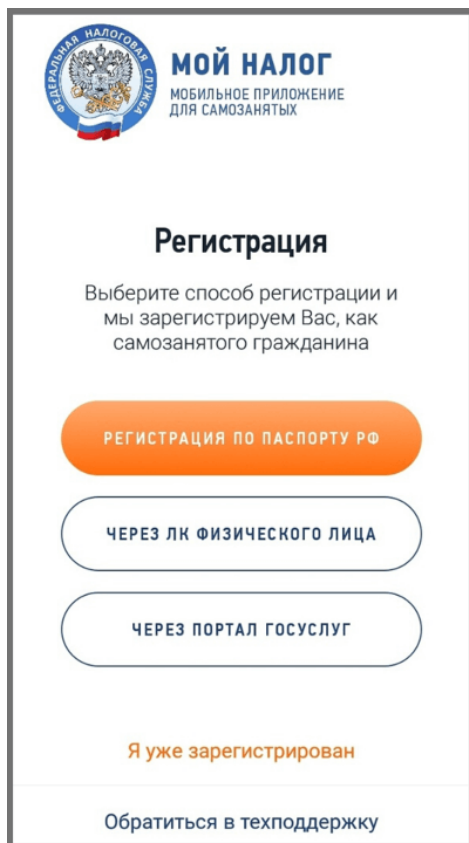 ФЕДЕРАЛЬНАЯ НАЛОГОВАЯ СЛУЖБА
МОЙ НАЛОГ
МОБИЛЬНОЕ ПРИЛОЖЕНИЕ
ДЛЯ САМОЗАНЯТЫХ
Регистрация
Выберите способ регистрации и
мы зарегистрируем Вас, как
самозанятого гражданина
РЕГИСТРАЦИЯ ПО ПАСПОРТУ РФ
ЧЕРЕЗ ЛК ФИЗИЧЕСКОГО ЛИЦА
ЧЕРЕЗ ПОРТАЛ ГОСУСЛУГ
Я уже зарегистрирован
Обратиться в техподдержку